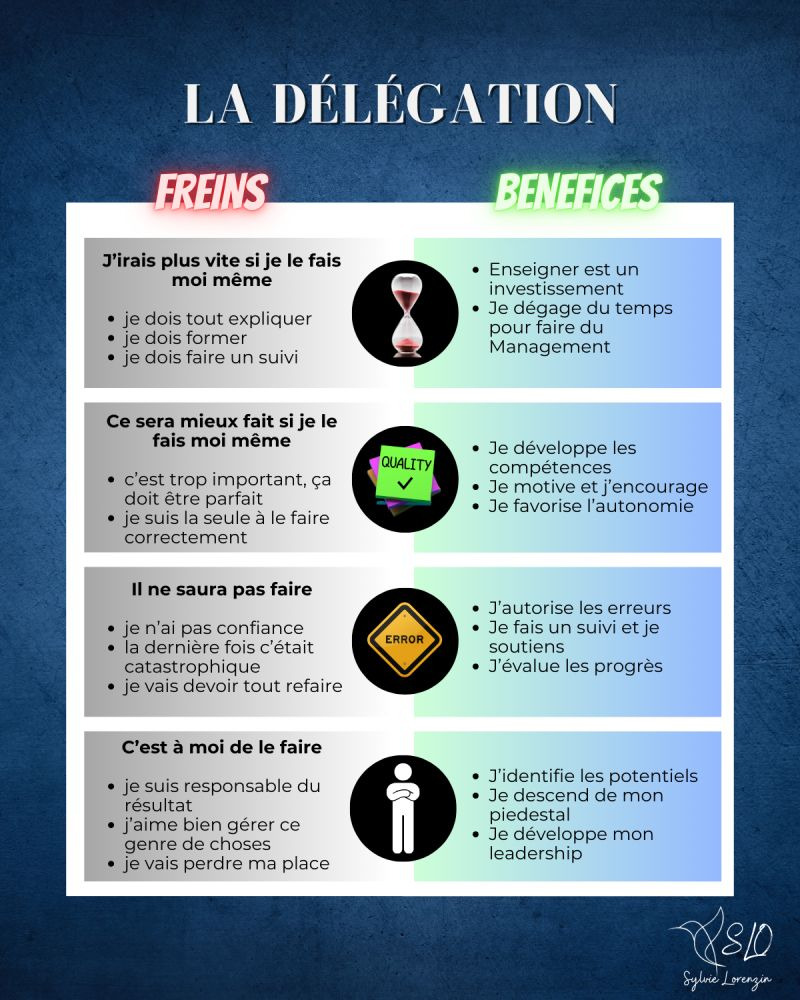 LA DÉLÉGATION
FREINS
BENEFICES
J'irais plus vite si je le fais
moi même
• je dois tout expliquer
• je dois former
• je dois faire un suivi
• Enseigner est un
investissement
• Je dégage du temps
pour faire du
Management
Ce sera mieux fait si je le
fais moi même
• c'est trop important, ça
doit être parfait
• je suis la seule à le faire
correctement
QUALITY
• Je développe les
compétences
• Je motive et j'encourage
• Je favorise l'autonomie
Il ne saura pas faire
• je n'ai pas confiance
• la dernière fois c'était
catastrophique
• je vais devoir tout refaire
ERROR
• J'autorise les erreurs
• Je fais un suivi et je
soutiens
• J'évalue les progrès
C'est à moi de le faire
• je suis responsable du
résultat
• j'aime bien gérer ce
genre de choses
• je vais perdre ma place
• J'identifie les potentiels
• Je descend de mon
piedestal
• Je développe mon
leadership
SLO
Sylvie Lorenzin